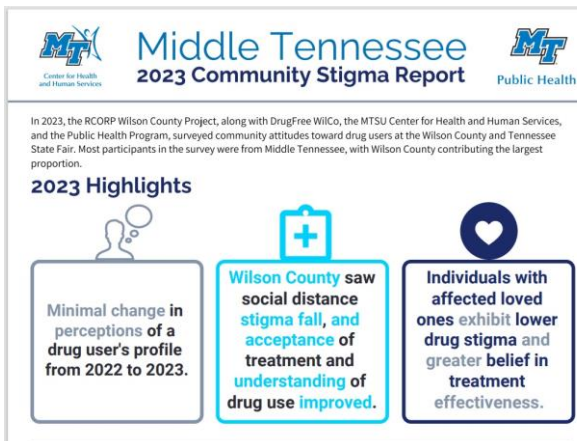 MT
Center for Health
and Human Services
Middle Tennessee
2023 Community Stigma Report
MT
Public Health
In 2023, the RCORP Wilson County Project, along with DrugFree WilCo, the MTSU Center for Health and Human Services,
and the Public Health Program, surveyed community attitudes toward drug users at the Wilson County and Tennessee
State Fair. Most participants in the survey were from Middle Tennessee, with Wilson County contributing the largest
proportion.
2023 Highlights
Minimal change in
perceptions of a
drug user's profile
from 2022 to 2023.
Wilson County saw
social distance
stigma fall, and
acceptance of
treatment and
understanding of
drug use improved.
Individuals with
affected loved
ones exhibit lower
drug stigma and
greater belief in
treatment
effectiveness.